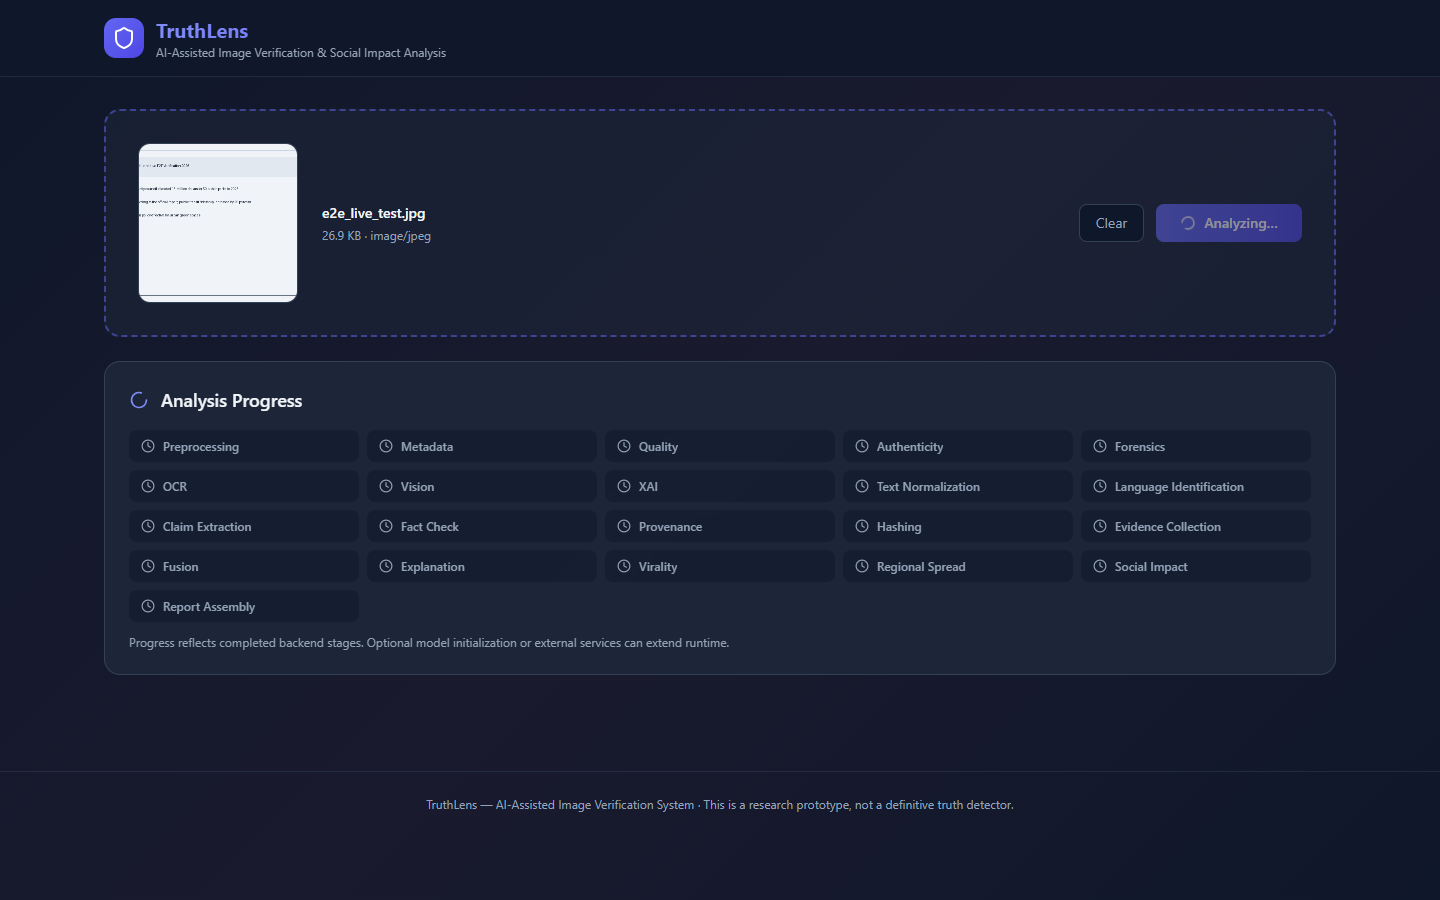 TruthLens
AI-Assisted Image Verification & Social Impact Analysis
e2e_live_test.jpg
26.9 KB · image/jpeg
Clear
Analyzing...
Analysis Progress
Preprocessing
Metadata
Quality
Authenticity
Forensics
OCR
Vision
XAI
Text Normalization
Language Identification
Claim Extraction
Fact Check
Provenance
Hashing
Evidence Collection
Fusion
Explanation
Virality
Regional Spread
Social Impact
Report Assembly
Progress reflects completed backend stages. Optional model initialization or external services can extend runtime.
TruthLens — AI-Assisted Image Verification System · This is a research prototype, not a definitive truth detector.